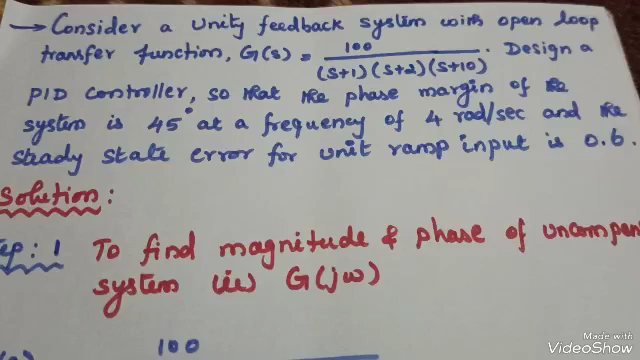 → Consider a unity feedback system with open loop
transfer function, G(s) = 100 / (s+1)(s+2)(s+10). Design a
PID controller, so that the phase margin of the
system is 45° at a frequency of 4 rad/sec and the
steady state error for unit ramp input is 0.6.
Solution:
1 To find magnitude & phase of
system (ie) G(jω)
100
Made with
VideoShow